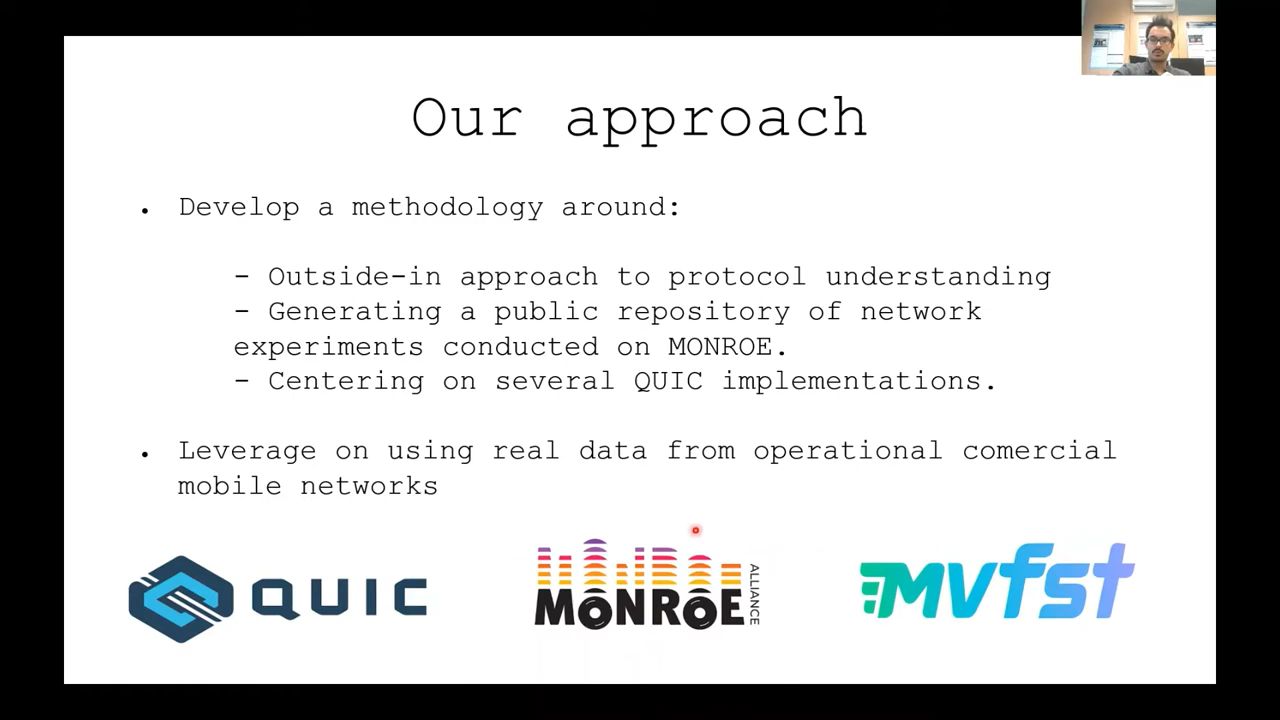 Our approach
• Develop a methodology around:
- Outside-in approach to protocol understanding
- Generating a public repository of network
experiments conducted on MONROE.
- Centering on several QUIC implementations.
• Leverage on using real data from operational comercial
mobile networks
QUIC
MONROE
MONROE
ALLIANCE
mvfst